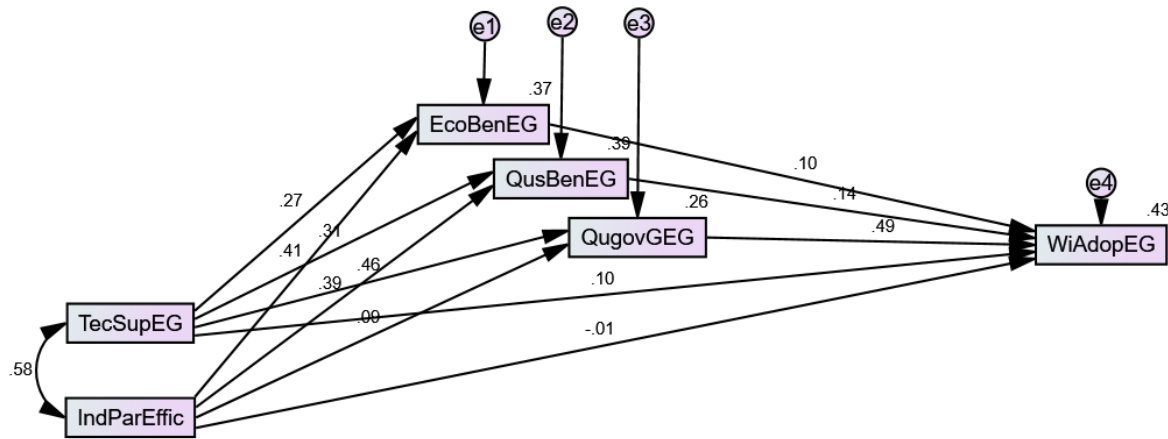 e1
e2
e3
.37
EcoBenEG
.39
QusBenEG
.10
e4
.27
.14
.26
.43
QugovGEG
.49
WiAdopEG
.31
.41
.46
.39
.10
TecSupEG
.09
-.01
.58
IndParEffic